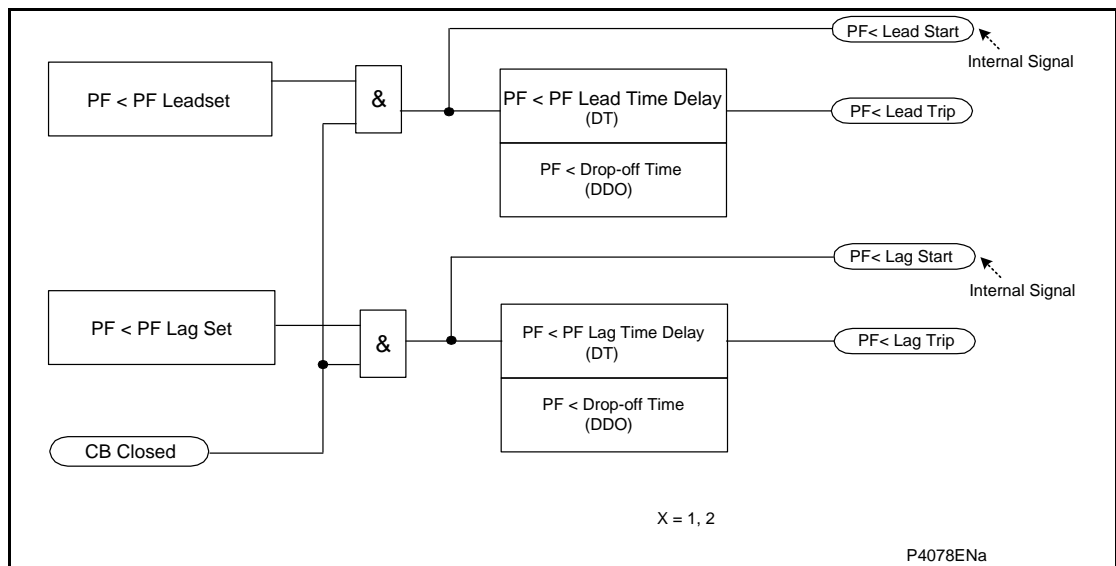 PF< Lead Start
Internal Signal
PF < PF Leadset
&
PF < PF Lead Time Delay
(DT)
PF< Lead Trip
PF < Drop-off Time
(DDO)
PF< Lag Start
Internal Signal
PF < PF Lag Set
&
PF < PF Lag Time Delay
(DT)
PF< Lag Trip
PF < Drop-off Time
(DDO)
CB Closed
X = 1, 2
P4078ENa